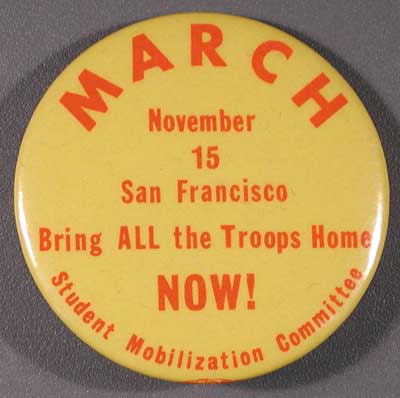 MARCH
November
15
San Francisco
Bring ALL the Troops Home
NOW!
Student Mobilization Committee